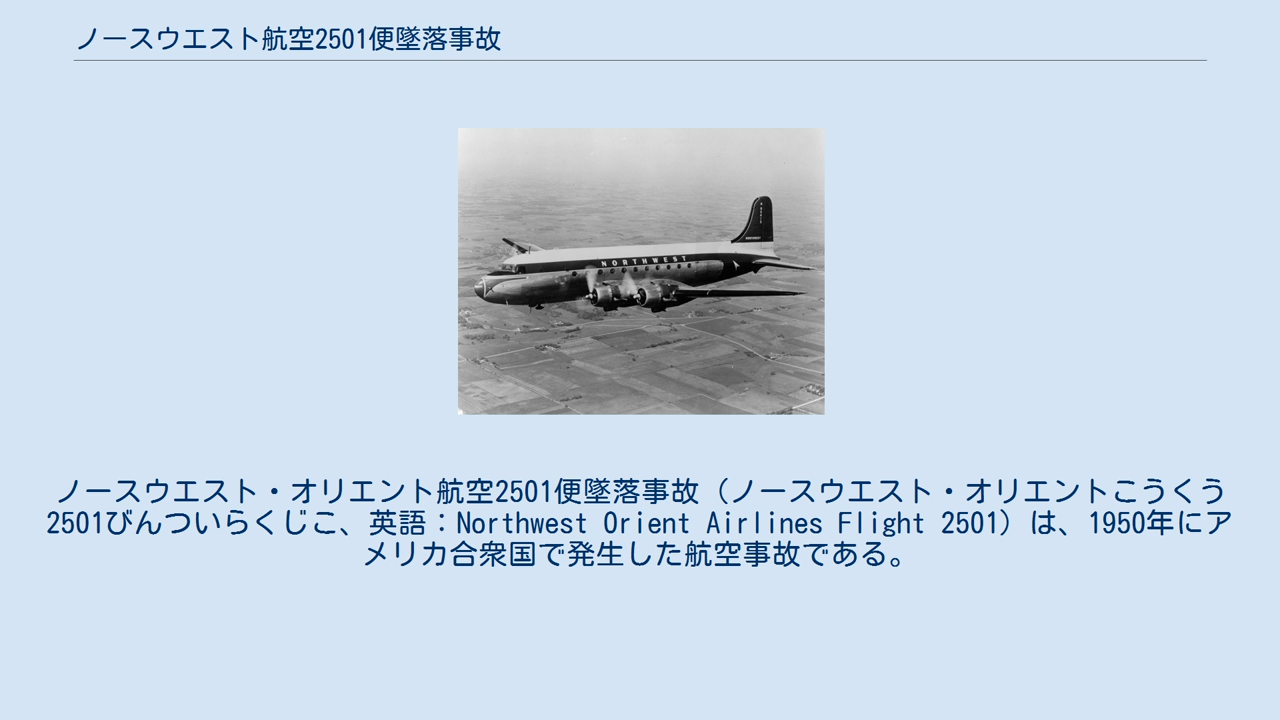 ノースウエスト航空2501便墜落事故
NORTHWEST
ノースウエスト・オリエント航空2501便墜落事故（ノースウエスト・オリエントこうくう
2501びんついらくじこ、英語：Northwest Orient Airlines Flight 2501）は、1950年にア
メリカ合衆国で発生した航空事故である。